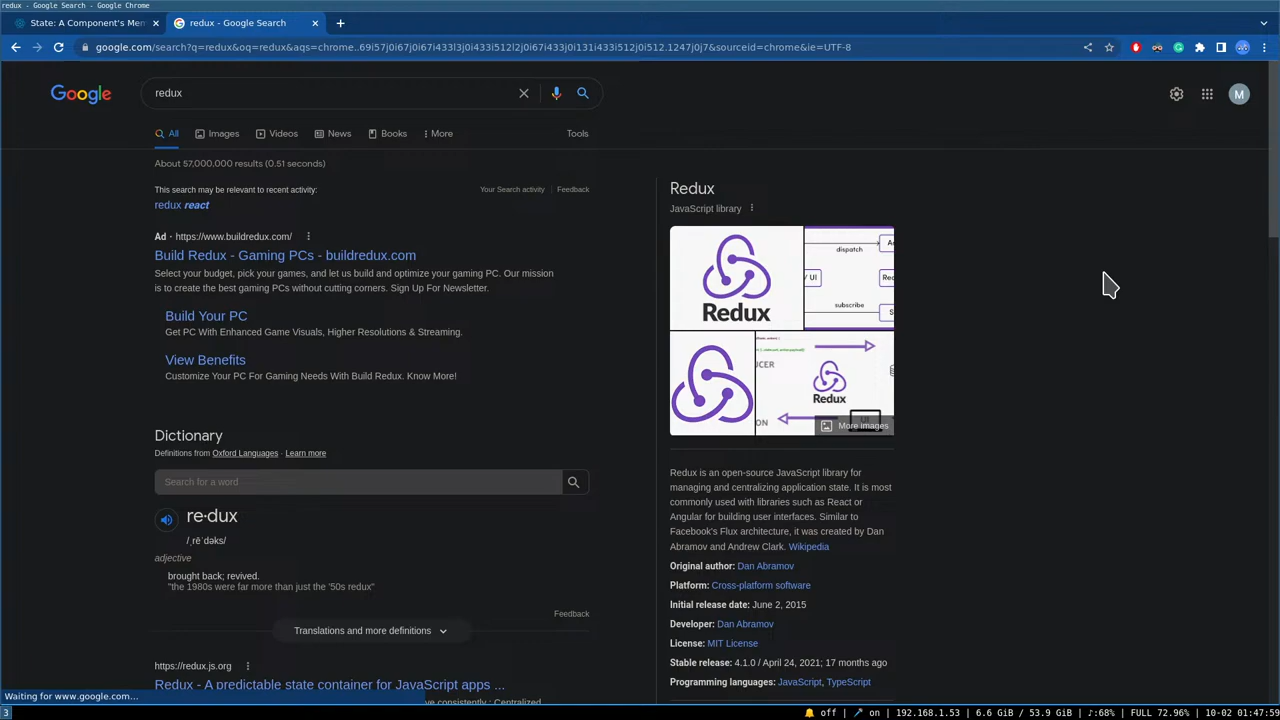 redux - Google Search - Google Chrome
State: A Component's Mem
redux - Google Search
google.com/search?q=redux&oq=redux&aqs=chrome..69i57j0i67j0i67i433l3j0i433i512l2j0i67i433j0i131i433i512j0i512.1247j0j7&sourceid=chrome&ie=UTF-8
Google
redux
M
All
Images
Videos
News
Books
More
Tools
About 57,000,000 results (0.51 seconds)
This search may be relevant to recent activity:
Your Search activity
Feedback
redux react
Ad · https://www.buildredux.com/
Build Redux - Gaming PCs - buildredux.com
Select your budget, pick your games, and let us build and optimize your gaming PC. Our mission
is to create the best gaming PCs without cutting corners. Sign Up For Newsletter.
Build Your PC
Get PC With Enhanced Game Visuals, Higher Resolutions & Streaming.
View Benefits
Customize Your PC For Gaming Needs With Build Redux. Know More!
Dictionary
Definitions from Oxford Languages · Learn more
Search for a word
re·dux
/ˌrēˈdəks/
adjective
brought back; revived.
"the 1980s were far more than just the '50s redux"
Feedback
Translations and more definitions
https://redux.js.org
Redux - A predictable state container for JavaScript apps ...
ve consistently · Centralized
Waiting for www.google.com...
Redux
JavaScript library
Redux
dispatch
/ UI
subscribe
UCER
Redux
ON
More images
Redux is an open-source JavaScript library for
managing and centralizing application state. It is most
commonly used with libraries such as React or
Angular for building user interfaces. Similar to
Facebook's Flux architecture, it was created by Dan
Abramov and Andrew Clark. Wikipedia
Original author: Dan Abramov
Platform: Cross-platform software
Initial release date: June 2, 2015
Developer: Dan Abramov
License: MIT License
Stable release: 4.1.0 / April 24, 2021; 17 months ago
Programming languages: JavaScript, TypeScript
3
off | on | 192.168.1.53 | 6.6 GiB / 53.9 GiB | ♪:68% | FULL 72.96% | 10-02 01:47:59